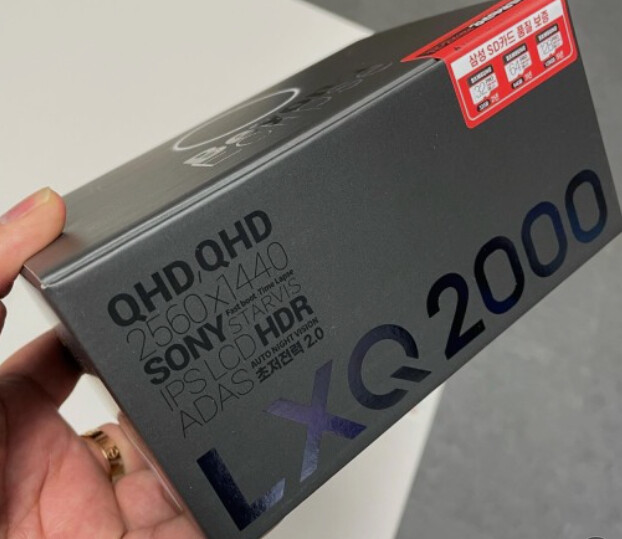 삼성 SD카드 품질 보증
QHD/QHD
2560x1440
Fast boot Time Lapse
SONY STARVIS
IPS LCD HDR
AUTO NIGHT VISION
ADAS 초저전력 2.0
LXQ 2000